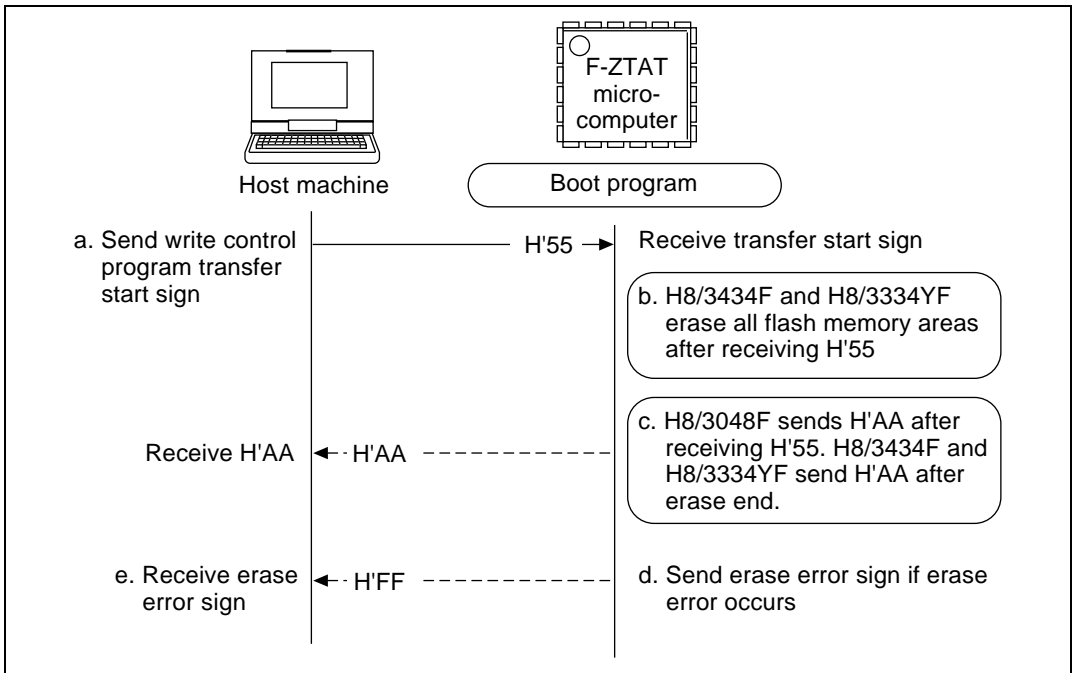 F-ZTAT
micro-
computer
Host machine
Boot program
a. Send write control
program transfer
start sign
H'55
Receive transfer start sign
b. H8/3434F and H8/3334YF
erase all flash memory areas
after receiving H'55
c. H8/3048F sends H'AA after
receiving H'55. H8/3434F and
H8/3334YF send H'AA after
erase end.
Receive H'AA
H'AA
e. Receive erase
error sign
H'FF
d. Send erase error sign if erase
error occurs